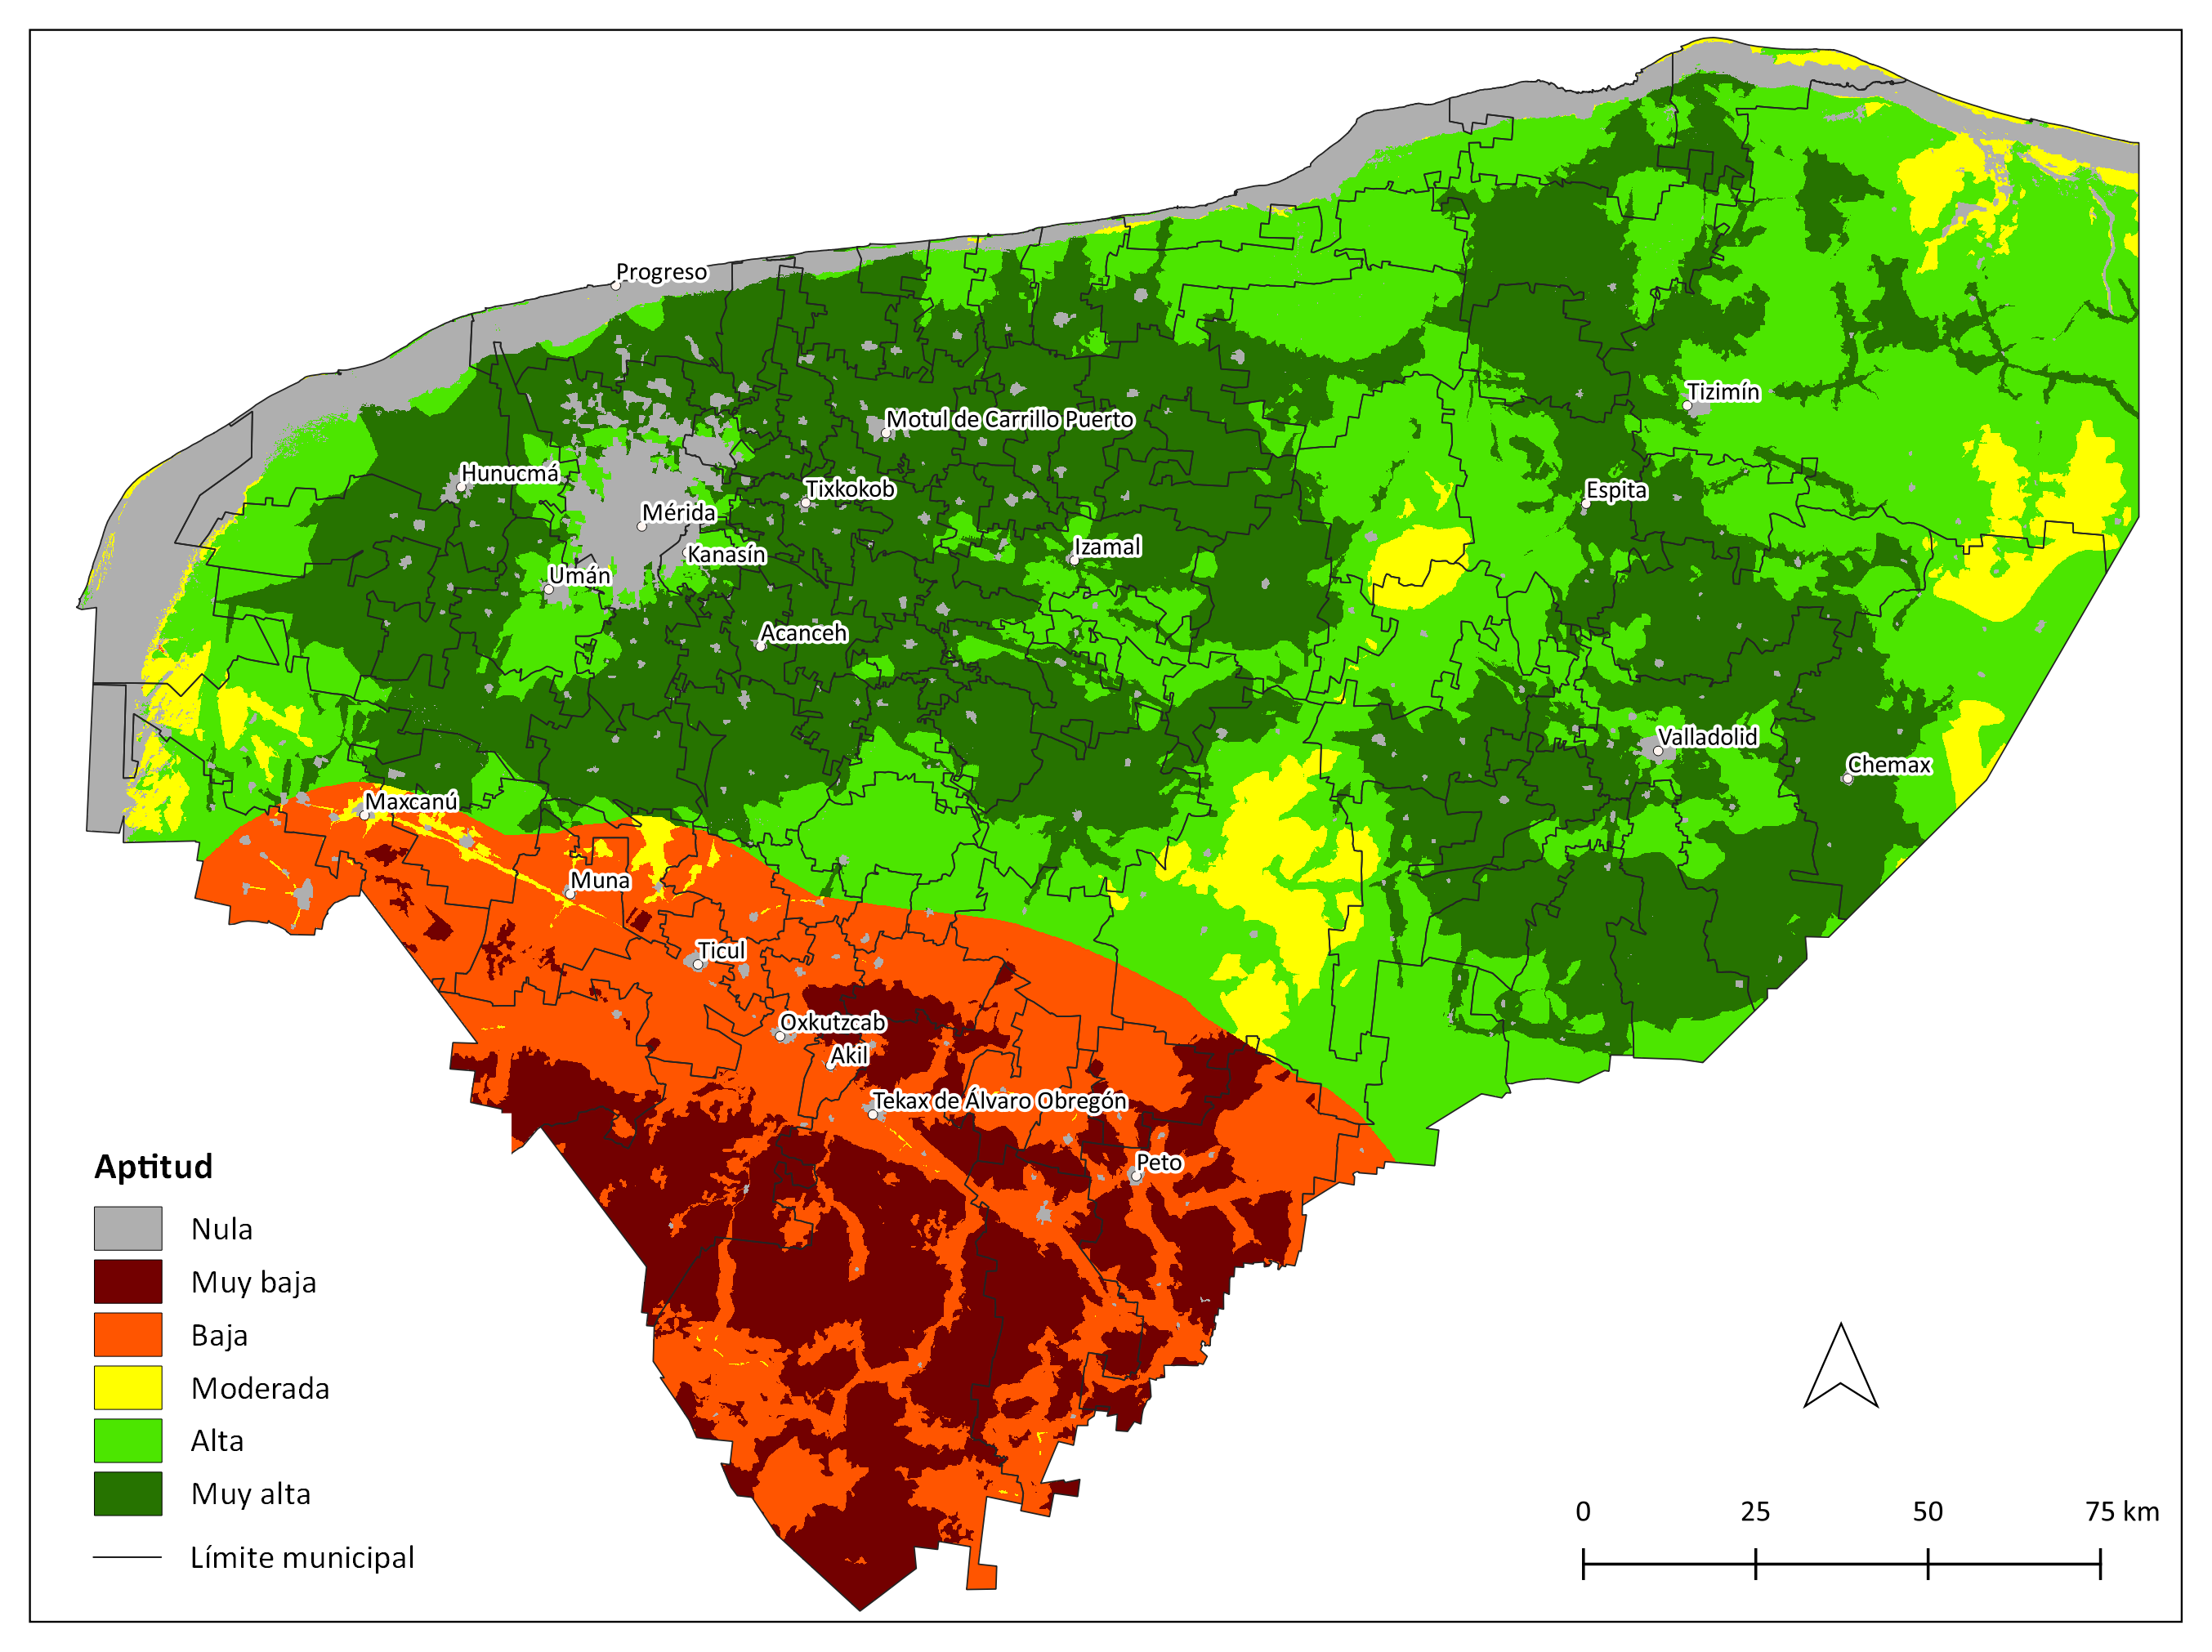 Progreso
Tizimín
Motul de Carrillo Puerto
Hunucmá
Tixkokob
Espita
Mérida
Izamal
Kanasín
Umán
Acanceh
Valladolid
Chemax
Maxcanú
Muna
Ticul
Oxkutzcab
Akil
Tekax de Álvaro Obregón
Peto
Aptitud
Nula
Muy baja
Baja
Moderada
Alta
Muy alta
Límite municipal
0 25 50 75 km